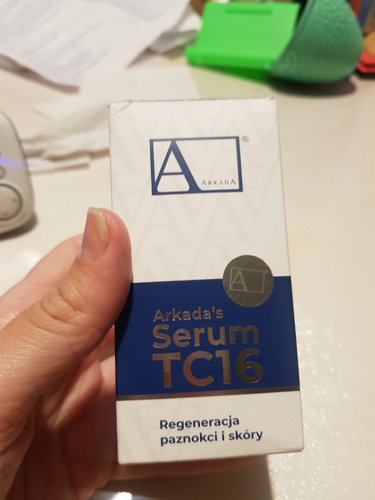 A
ARKADA
®
A
Arkada's
Serum
TC16
Regeneracja
paznokci i skóry